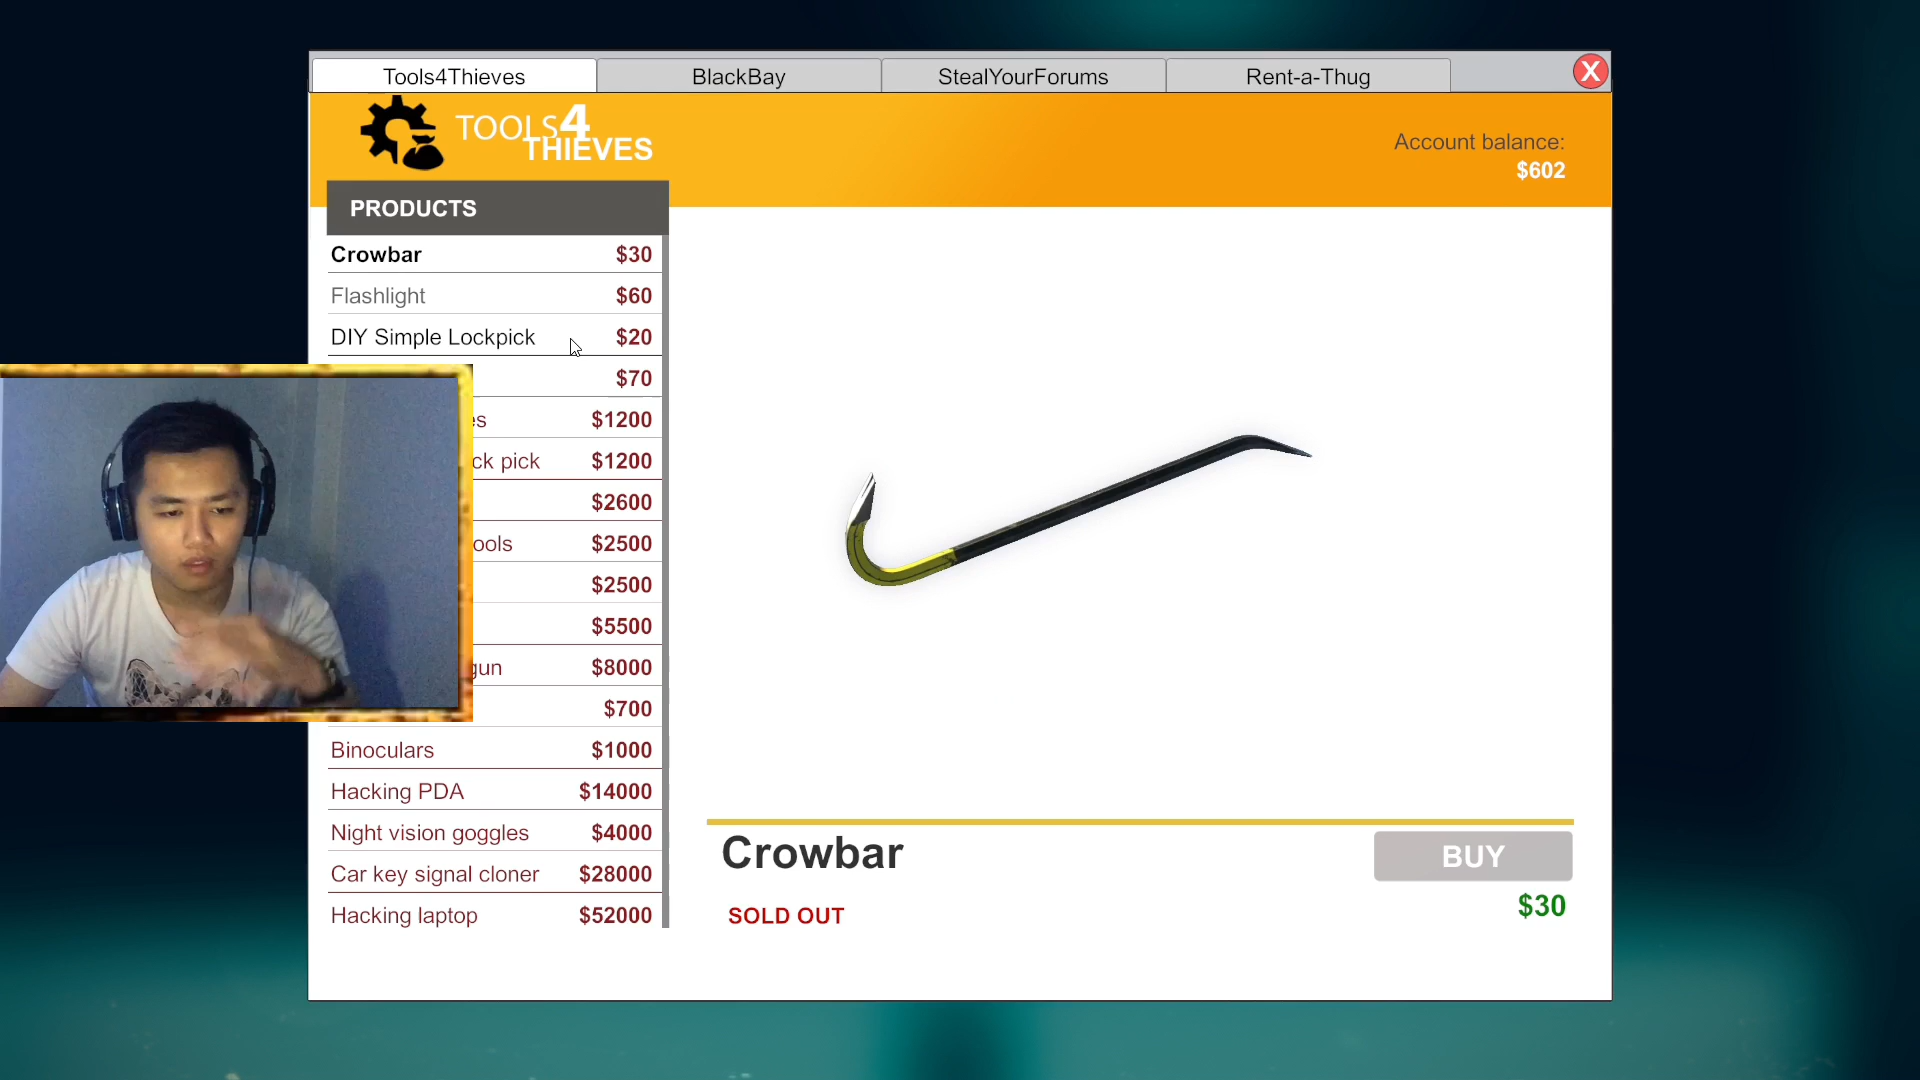 Tools4Thieves BlackBay StealYourForums Rent-a-Thug X
TOOLS4
THIEVES
Account balance:
$602
PRODUCTS
Crowbar $30
Flashlight $60
DIY Simple Lockpick $20
$70
$1200
ck pick $1200
$2600
ools $2500
$2500
$5500
gun $8000
$700
Binoculars $1000
Hacking PDA $14000
Night vision goggles $4000
Car key signal cloner $28000
Hacking laptop $52000
Crowbar
BUY
SOLD OUT
$30